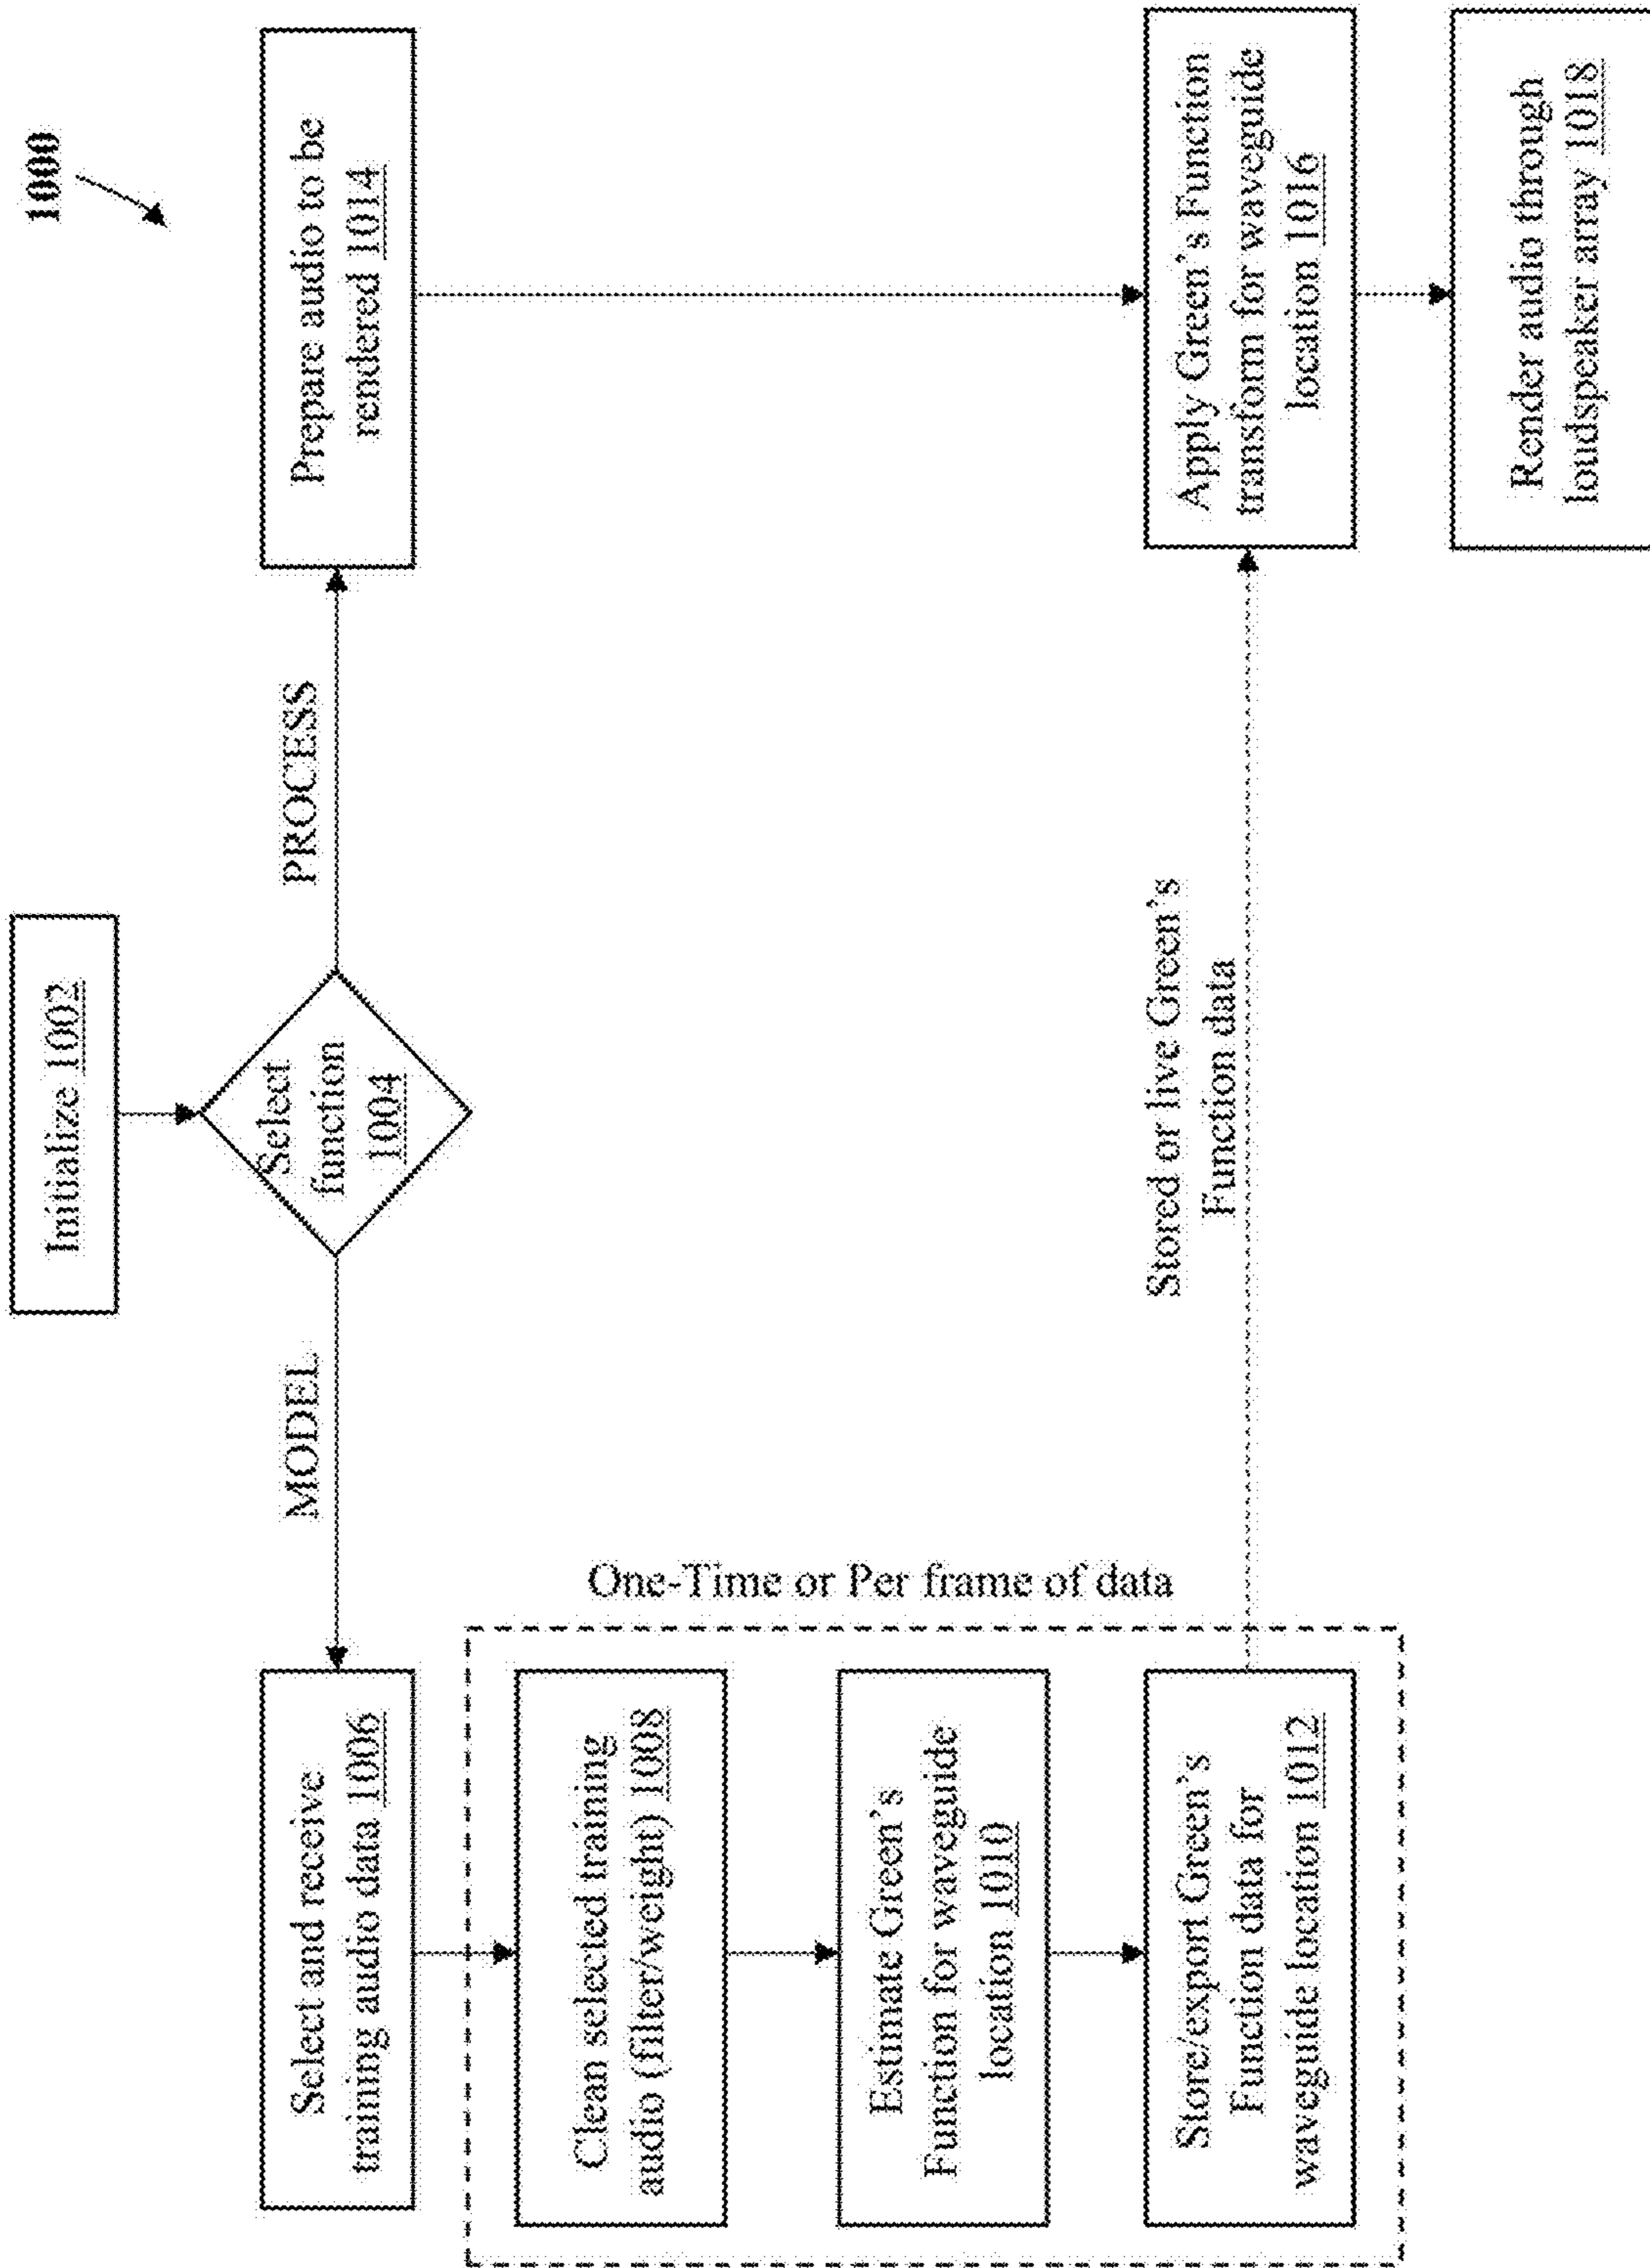 1000
Initialize 1002
Select
function
1004
MODEL
PROCESS
Select and receive
training audio data 1006
One-Time or Per frame of data
Clean selected training
audio (filter/weight) 1008
Estimate Green's
Function for waveguide
location 1010
Store/export Green's
Function data for
waveguide location 1012
Stored or live Green's
Function data
Prepare audio to be
rendered 1014
Apply Green's Function
transform for waveguide
location 1016
Render audio through
loudspeaker array 1018